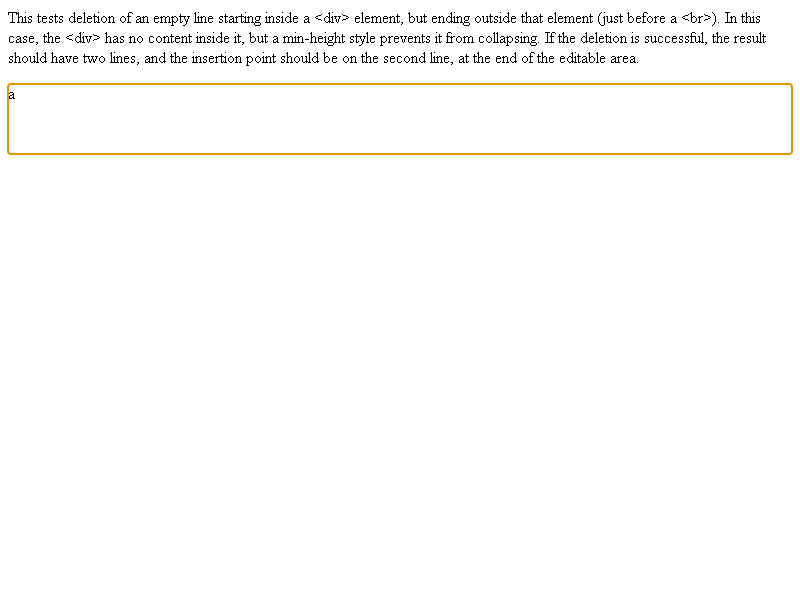 This tests deletion of an empty line starting inside a <div> element, but ending outside that element (just before a <br>). In this
case, the <div> has no content inside it, but a min-height style prevents it from collapsing. If the deletion is successful, the result
should have two lines, and the insertion point should be on the second line, at the end of the editable area.
a